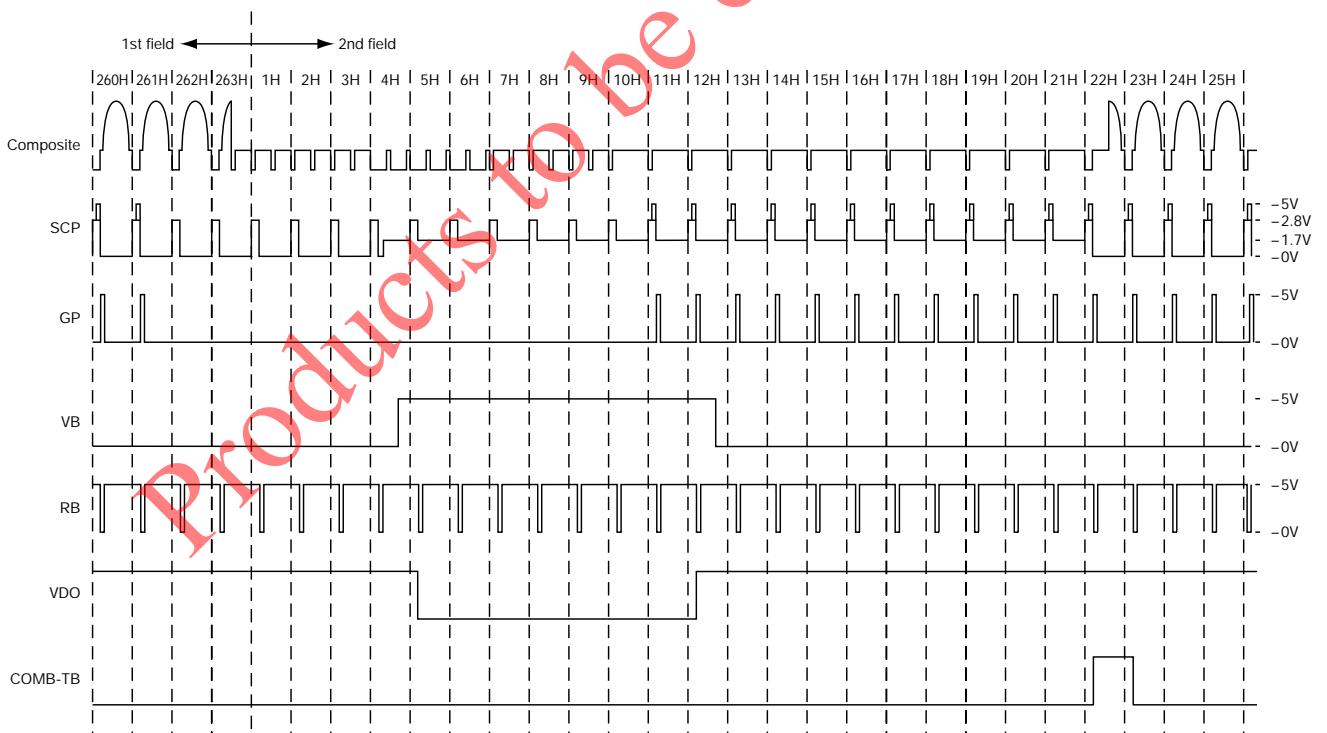 1st field
2nd field
260H 261H 262H 263H 1H 2H 3H 4H 5H 6H 7H 8H 9H 10H 11H 12H 13H 14H 15H 16H 17H 18H 19H 20H 21H 22H 23H 24H 25H
Composite
SCP
–5V
–2.8V
–1.7V
–0V
GP
–5V
–0V
VB
–5V
–0V
RB
–5V
–0V
VDO
COMB-TB
Products to be